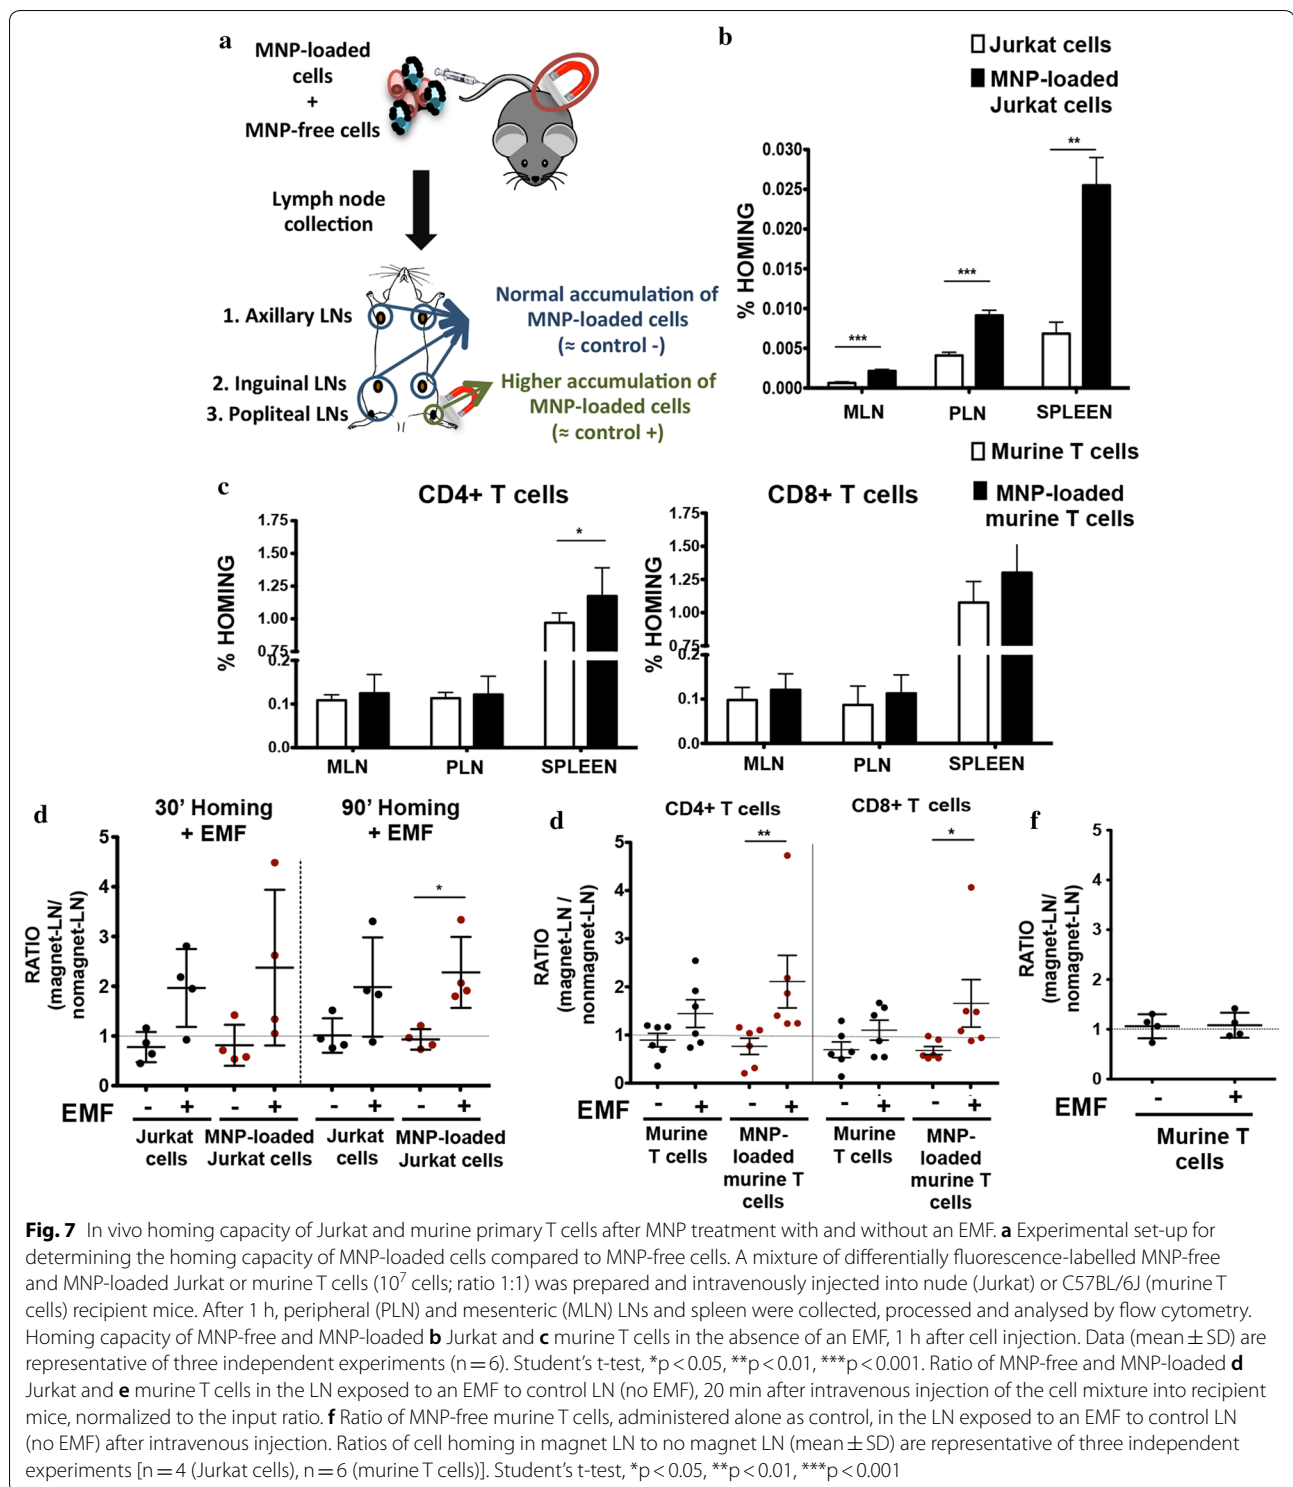 a
MNP-loaded
cells
+
MNP-free cells
Lymph node
collection
1. Axillary LNs
2. Inguinal LNs
3. Popliteal LNs
Normal accumulation of
MNP-loaded cells
(≈ control -)
Higher accumulation of
MNP-loaded cells
(≈ control +)
b
Jurkat cells
MNP-loaded
Jurkat cells
% HOMING
0.030
0.025
0.020
0.015
0.010
0.005
0.000
***
***
**
MLN
PLN
SPLEEN
Murine T cells
MNP-loaded
murine T cells
c
CD4+ T cells
% HOMING
1.75
1.50
1.25
1.00
0.75
0.2
0.1
0.0
*
MLN
PLN
SPLEEN
CD8+ T cells
% HOMING
1.75
1.50
1.25
1.00
0.75
0.2
0.1
0.0
MLN
PLN
SPLEEN
d
30' Homing
+ EMF
90' Homing
+ EMF
RATIO
(magnet-LN/
nomagnet-LN)
5
4
3
2
1
0
*
EMF
- + - + - + - +
Jurkat
cells
MNP-loaded
Jurkat cells
Jurkat
cells
MNP-loaded
Jurkat cells
d
CD4+ T cells
CD8+ T cells
RATIO
(magnet-LN /
nonmagnet-LN)
5
4
3
2
1
0
**
*
EMF
- + - + - + - +
Murine
T cells
MNP-
loaded
murine T
cells
Murine
T cells
MNP-
loaded
murine T
cells
f
RATIO
(magnet-LN/
nomagnet-LN)
5
4
3
2
1
0
EMF
- +
Murine T
cells
Fig. 7 In vivo homing capacity of Jurkat and murine primary T cells after MNP treatment with and without an EMF. a Experimental set-up for
determining the homing capacity of MNP-loaded cells compared to MNP-free cells. A mixture of differentially fluorescence-labelled MNP-free
and MNP-loaded Jurkat or murine T cells (10⁷ cells; ratio 1:1) was prepared and intravenously injected into nude (Jurkat) or C57BL/6J (murine T
cells) recipient mice. After 1 h, peripheral (PLN) and mesenteric (MLN) LNs and spleen were collected, processed and analysed by flow cytometry.
Homing capacity of MNP-free and MNP-loaded b Jurkat and c murine T cells in the absence of an EMF, 1 h after cell injection. Data (mean ± SD) are
representative of three independent experiments (n = 6). Student's t-test, *p < 0.05, **p < 0.01, ***p < 0.001. Ratio of MNP-free and MNP-loaded d
Jurkat and e murine T cells in the LN exposed to an EMF to control LN (no EMF), 20 min after intravenous injection of the cell mixture into recipient
mice, normalized to the input ratio. f Ratio of MNP-free murine T cells, administered alone as control, in the LN exposed to an EMF to control LN
(no EMF) after intravenous injection. Ratios of cell homing in magnet LN to no magnet LN (mean ± SD) are representative of three independent
experiments [n = 4 (Jurkat cells), n = 6 (murine T cells)]. Student's t-test, *p < 0.05, **p < 0.01, ***p < 0.001